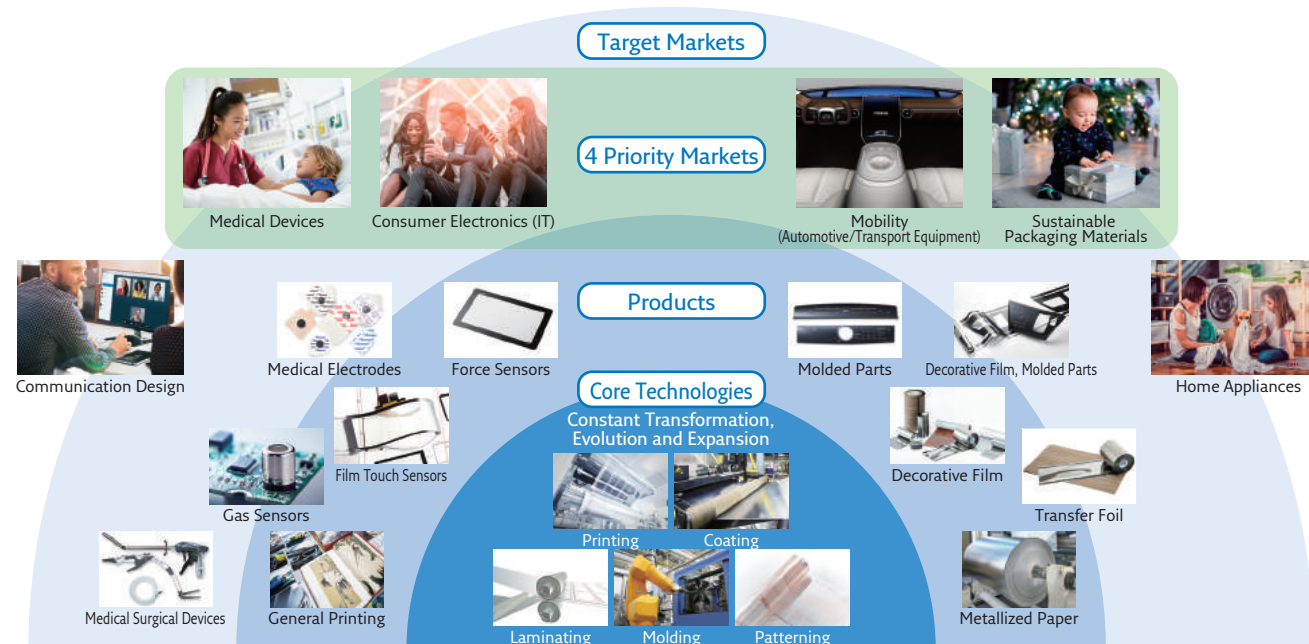 Target Markets
4 Priority Markets
Medical Devices
Consumer Electronics (IT)
Mobility
(Automotive/Transport Equipment)
Sustainable
Packaging Materials
Communication Design
Home Appliances
Products
Medical Electrodes
Force Sensors
Molded Parts
Decorative Film, Molded Parts
Film Touch Sensors
Decorative Film
Gas Sensors
Transfer Foil
Medical Surgical Devices
General Printing
Metallized Paper
Core Technologies
Constant Transformation,
Evolution and Expansion
Printing
Coating
Laminating
Molding
Patterning